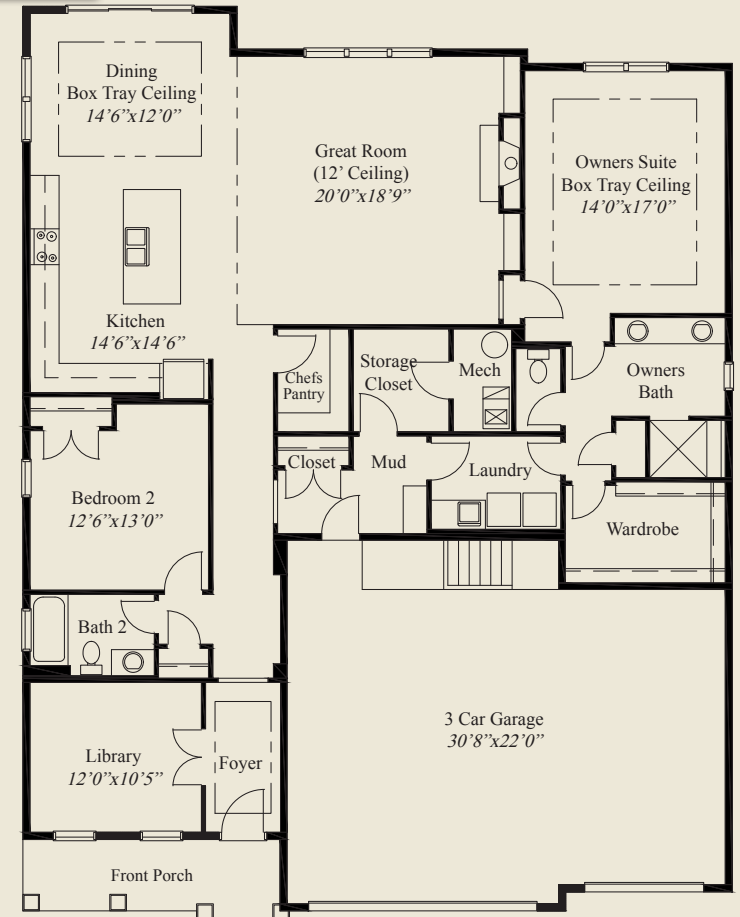 Dining
Box Tray Ceiling
14'6”x12'0”
Great Room
(12’ Ceiling)
20'0”x18'9”
Owners Suite
Box Tray Ceiling
14'0”x17'0”
Kitchen
14'6”x14'6”
Chefs
Pantry
Storage
Closet
Mech
Owners
Bath
Closet
Mud
Laundry
Bedroom 2
12'6”x13'0”
Wardrobe
Bath 2
3 Car Garage
30'8”x22'0”
Library
12'0”x10'5”
Foyer
Front Porch